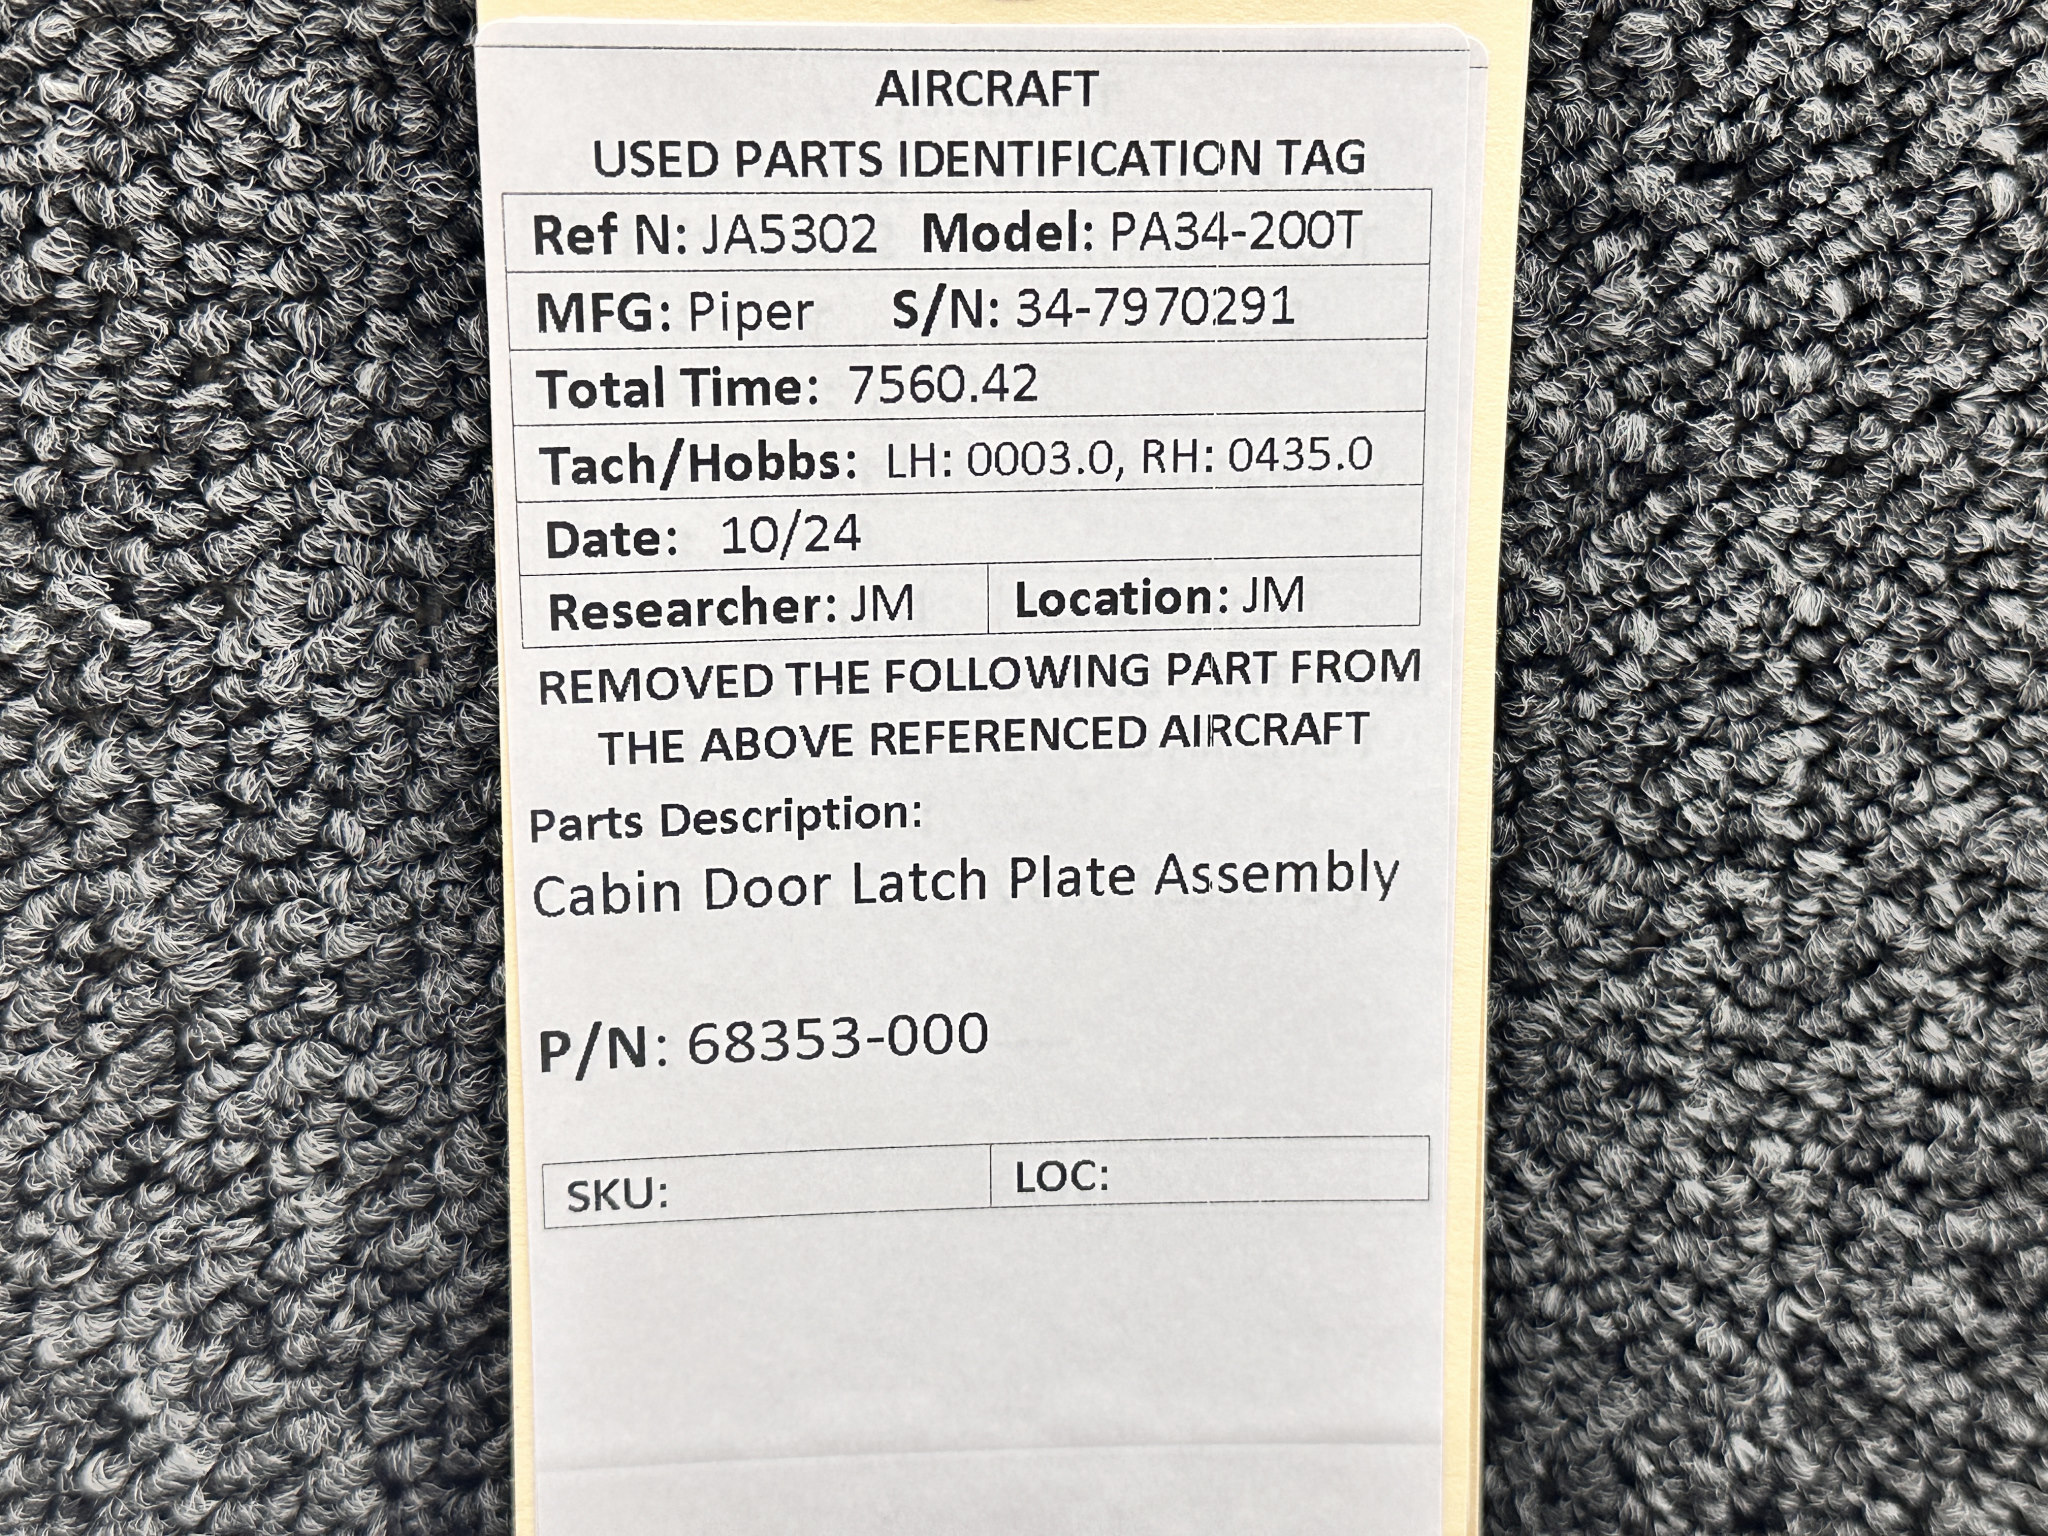 AIRCRAFT
USED PARTS IDENTIFICATION TAG
Ref N: JA5302 Model: PA34-200T
MFG: Piper S/N: 34-7970291
Total Time: 7560.42
Tach/Hobbs: LH: 0003.0, RH: 0435.0
Date: 10/24
Researcher: JM Location: JM
REMOVED THE FOLLOWING PART FROM
THE ABOVE REFERENCED AIRCRAFT
Parts Description:
Cabin Door Latch Plate Assembly
P/N: 68353-000
SKU: LOC: